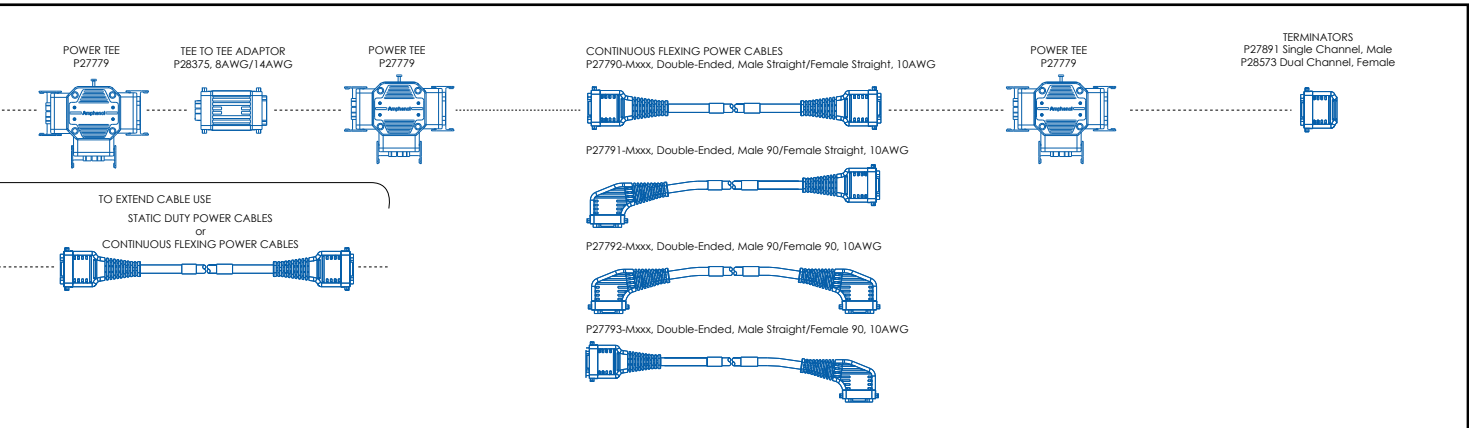 POWER TEE
P27779
TEE TO TEE ADAPTOR
P28375, 8AWG/14AWG
POWER TEE
P27779
CONTINUOUS FLEXING POWER CABLES
P27790-Mxxx, Double-Ended, Male Straight/Female Straight, 10AWG
POWER TEE
P27779
TERMINATORS
P27891 Single Channel, Male
P28573 Dual Channel, Female
Amphenol
Amphenol
Amphenol
P27791-Mxxx, Double-Ended, Male 90/Female Straight, 10AWG
TO EXTEND CABLE USE
STATIC DUTY POWER CABLES
or
CONTINUOUS FLEXING POWER CABLES
P27792-Mxxx, Double-Ended, Male 90/Female 90, 10AWG
P27793-Mxxx, Double-Ended, Male Straight/Female 90, 10AWG